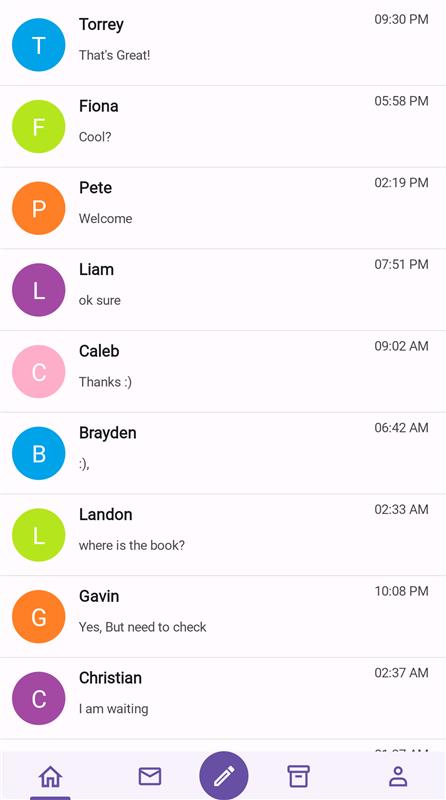 T
Torrey
09:30 PM
That's Great!
F
Fiona
05:58 PM
Cool?
P
Pete
02:19 PM
Welcome
L
Liam
07:51 PM
ok sure
C
Caleb
09:02 AM
Thanks :)
B
Brayden
06:42 AM
:),
L
Landon
02:33 AM
where is the book?
G
Gavin
10:08 PM
Yes, But need to check
C
Christian
02:37 AM
I am waiting